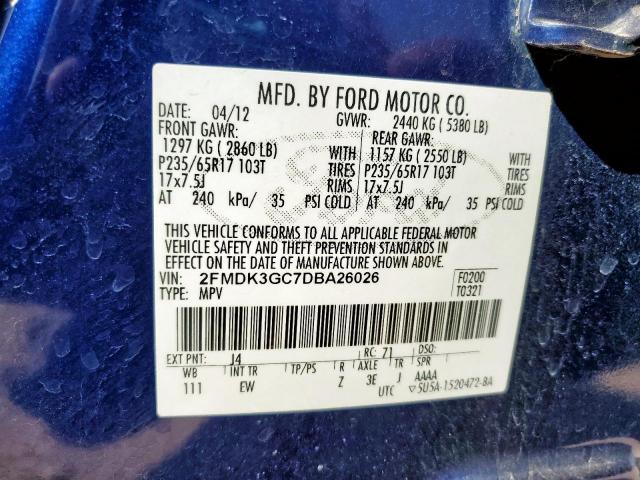 MFD. BY FORD MOTOR CO.
DATE: 04/12 GVWR: 2440 KG ( 5380 LB)
FRONT GAWR: REAR GAWR:
1297 KG ( 2860 LB) WITH 1157 KG ( 2550 LB) WITH
P235/65R17 103T TIRES P235/65R17 103T TIRES
17x7.5J RIMS 17x7.5J RIMS
AT 240 kPa/ 35 PSI COLD AT 240 kPa/ 35 PSI COLD
THIS VEHICLE CONFORMS TO ALL APPLICABLE FEDERAL MOTOR
VEHICLE SAFETY AND THEFT PREVENTION STANDARDS IN
EFFECT ON THE DATE OF MANUFACTURE SHOWN ABOVE.
VIN: 2FMDK3GC7DBA26026 F0200
TYPE: MPV T0321
EXT PNT: J4 RC: 71 DSO:
WB INT TR TP/PS R AXLE TR SPR
111 EW Z 3E J AAAA
UTC ▽5U5A-1520472-BA